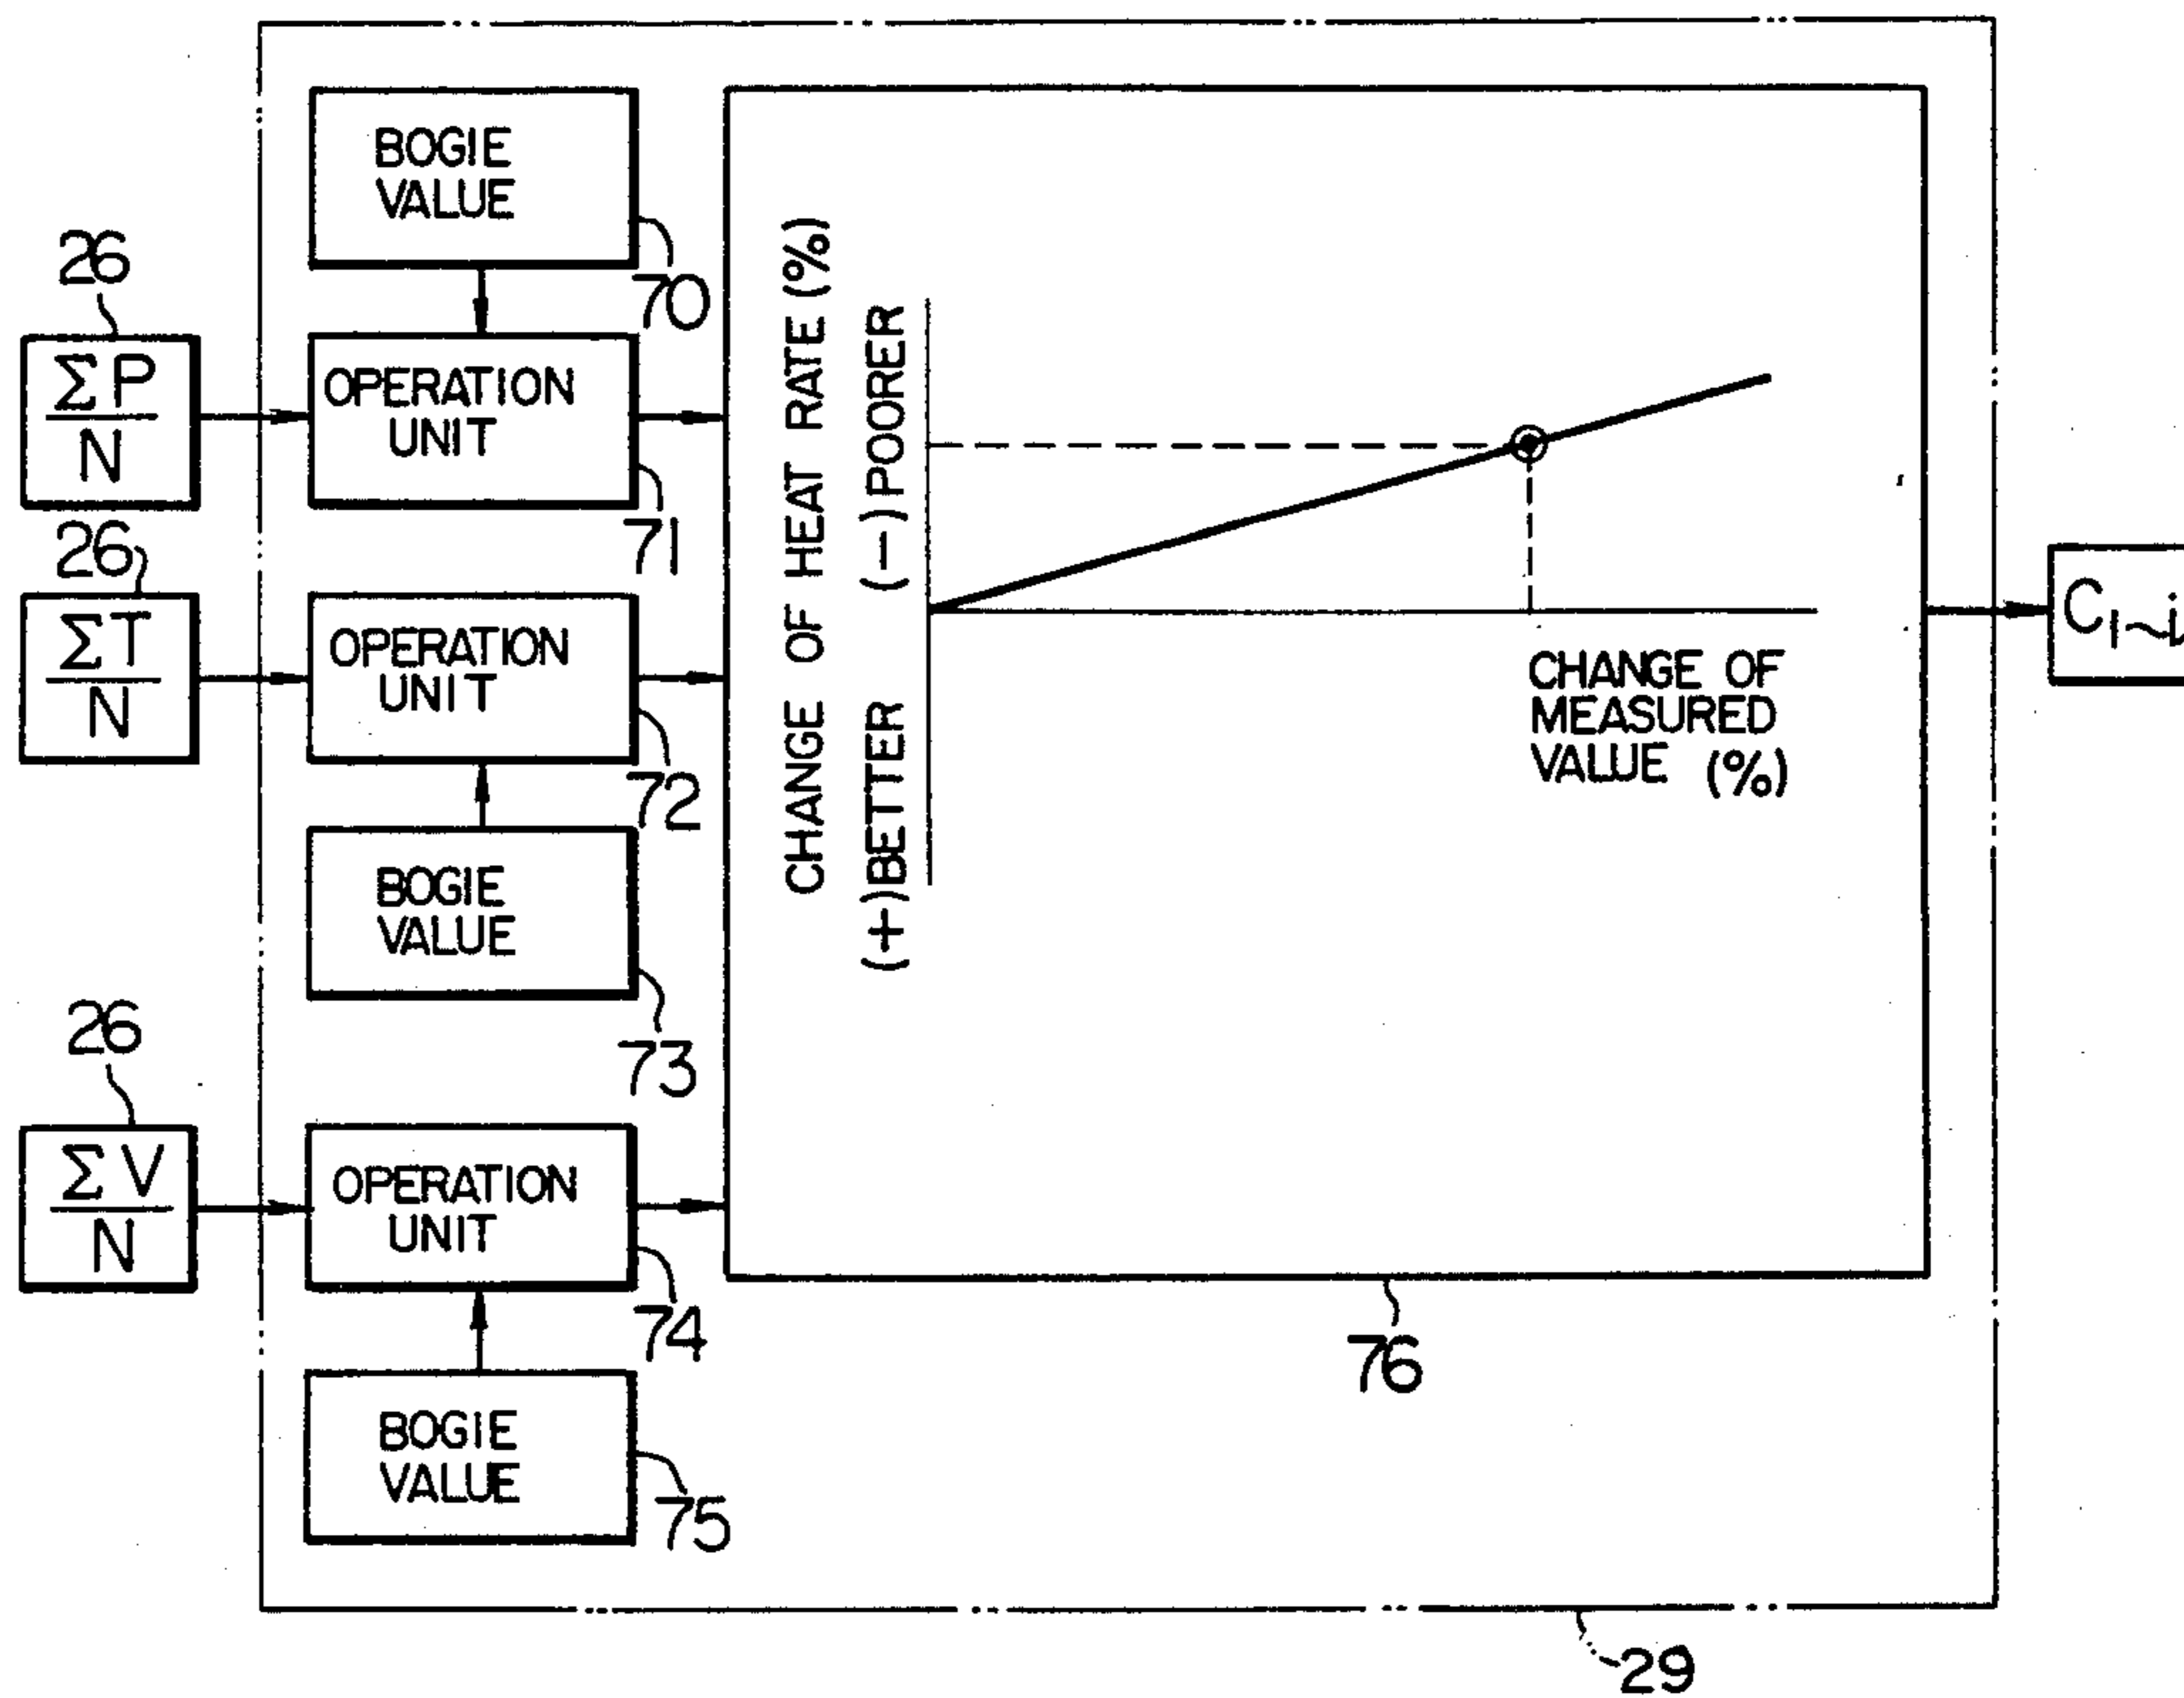 BOGIE
VALUE
70
26
ΣP
N
OPERATION
UNIT
71
26
ΣT
N
OPERATION
UNIT
72
BOGIE
VALUE
73
26
ΣV
N
OPERATION
UNIT
74
BOGIE
VALUE
75
CHANGE OF HEAT RATE (%)
(+)BETTER (-)POORER
CHANGE OF
MEASURED
VALUE (%)
76
C1~i
29